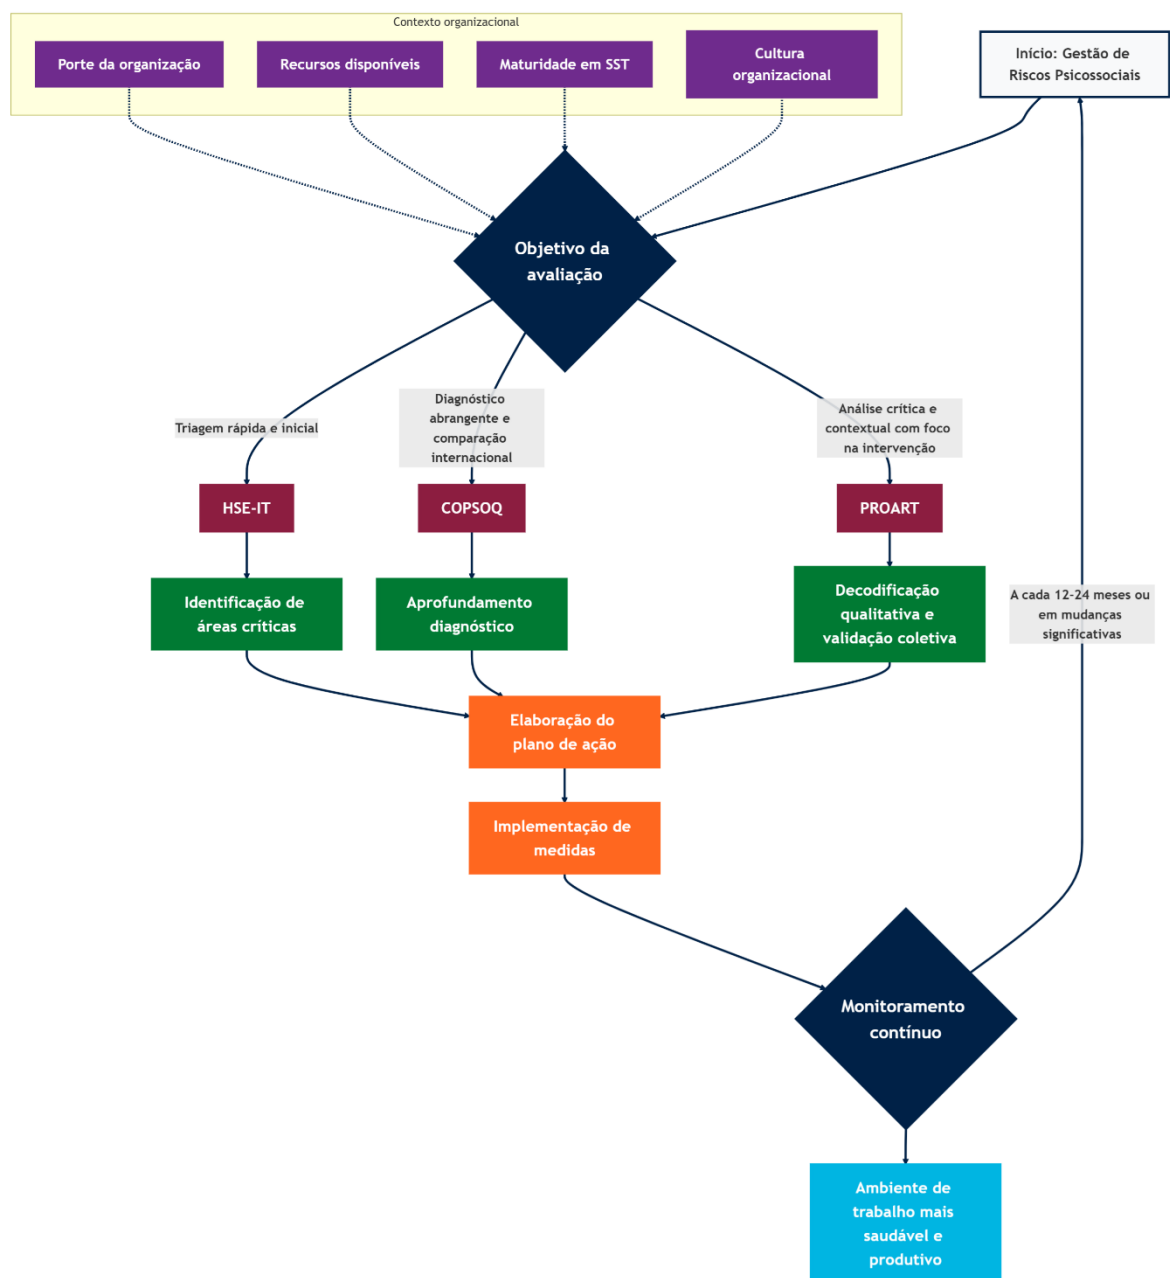 Contexto organizacional
Porte da organização
Recursos disponíveis
Maturidade em SST
Cultura
organizacional
Início: Gestão de
Riscos Psicossociais
Objetivo da
avaliação
Triagem rápida e inicial
Diagnóstico
abrangente e
comparação
internacional
Análise crítica e
contextual com foco
na intervenção
HSE-IT
COPSOQ
PROART
Identificação de
áreas críticas
Aprofundamento
diagnóstico
Decodificação
qualitativa e
validação coletiva
A cada 12-24 meses ou
em mudanças
significativas
Elaboração do
plano de ação
Implementação de
medidas
Monitoramento
contínuo
Ambiente de
trabalho mais
saudável e
produtivo